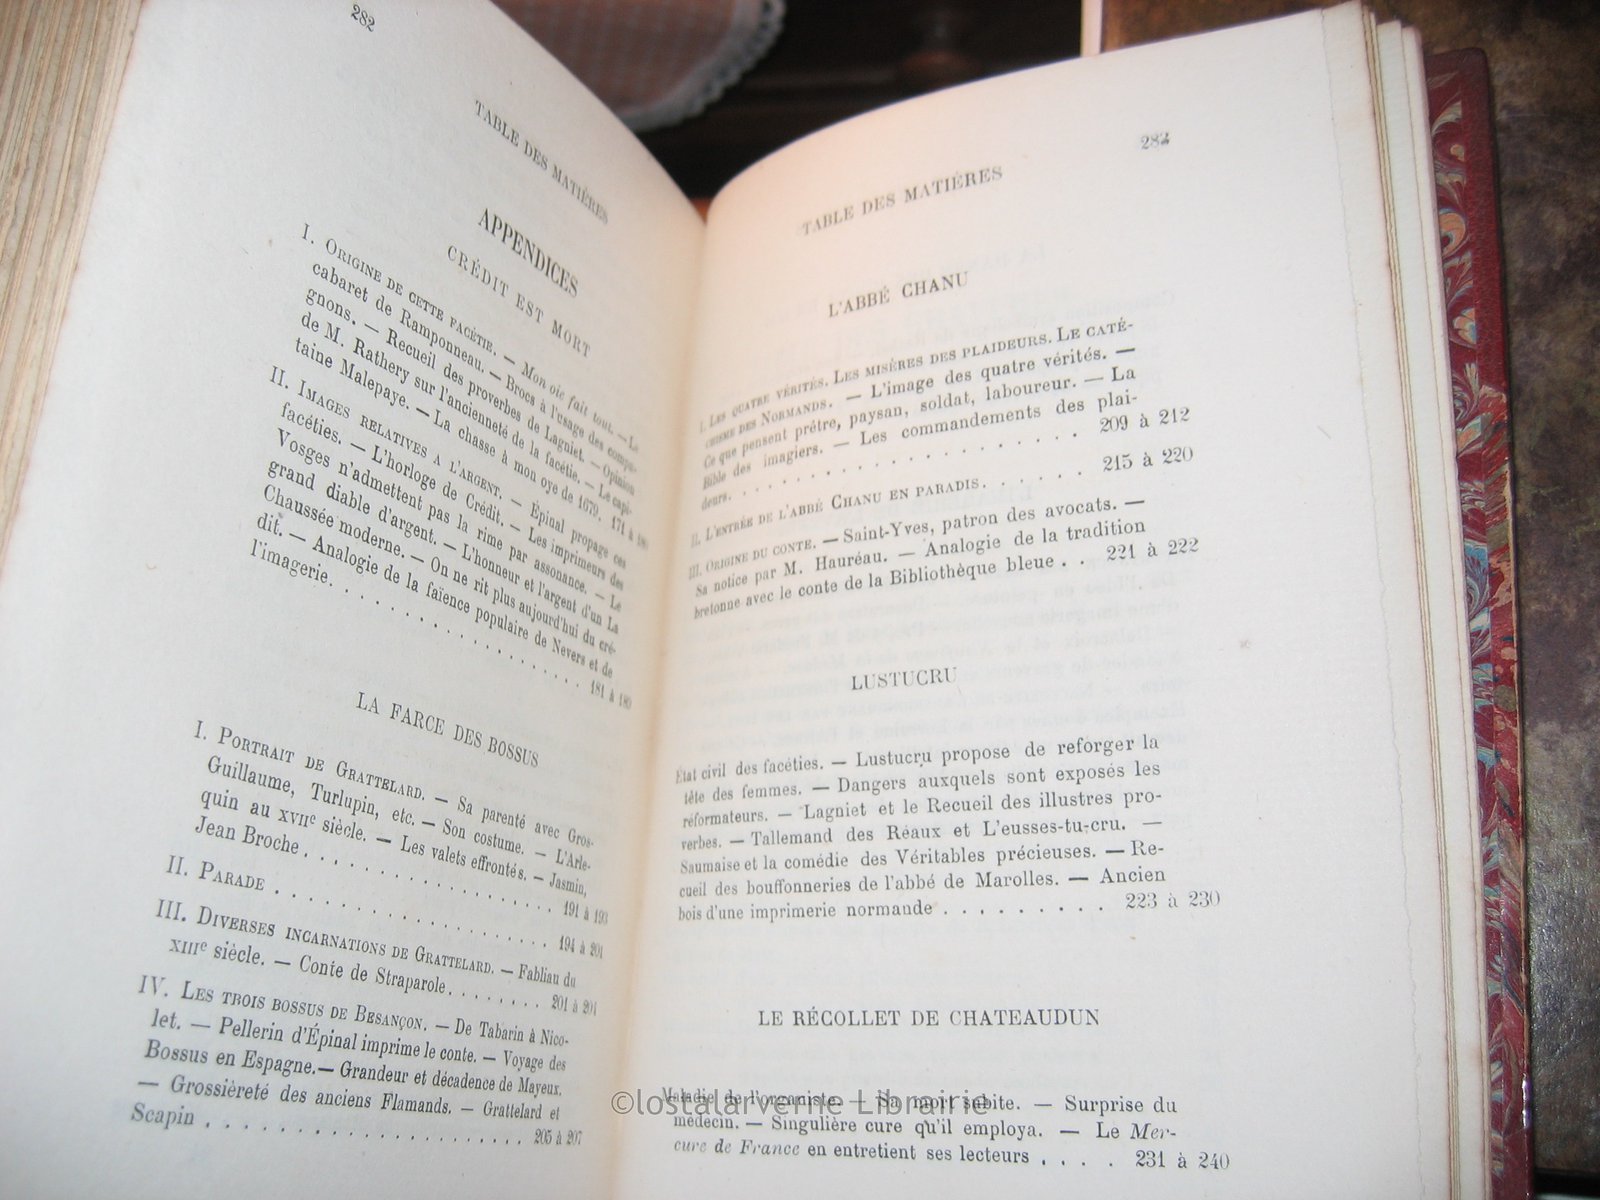 282
TABLE DES MATIÈRES
APPENDICES
CRÉDIT EST MORT
I. ORIGINE DE CETTE FACÉTIE. — Mon oie fait tout. — Le
cabaret de Ramponneau. — Brocs à l'usage des compa-
gnons. — Recueil des proverbes de Lagniet. — Opinion
de M. Rathery sur l'ancienneté de la facétie. — Le capi-
taine Malepaye. — La chasse à mon oye de 1679. 171 à
II. IMAGES RELATIVES A L'ARGENT. — Épinal propage ces
facéties. — L'horloge de Crédit. — Les imprimeurs des
Vosges n'admettent pas la rime par assonance. — Le
grand diable d'argent. — L'honneur et l'argent d'un La
Chaussée moderne. — On ne rit plus aujourd'hui du cré-
dit. — Analogie de la faïence populaire de Nevers et de
l'imagerie. . . . . . . . . . . . . . . . . 181 à
LA FARCE DES BOSSUS
I. PORTRAIT DE GRATTELARD. — Sa parenté avec Gros-
Guillaume, Turlupin, etc. — Son costume. — L'Arle-
quin au XVIIe siècle. — Les valets effrontés. — Jasmin,
Jean Broche . . . . . . . . . . . . . . . . 191 à 193
II. PARADE . . . . . . . . . . . . . . . . . 194 à 201
III. DIVERSES INCARNATIONS DE GRATTELARD. — Fabliau du
XIIIe siècle. — Conte de Straparole. . . . . . . . 201 à 204
IV. LES TROIS BOSSUS DE BESANÇON. — De Tabarin à Nico-
let. — Pellerin d'Épinal imprime le conte. — Voyage des
Bossus en Espagne. — Grandeur et décadence de Mayeux.
— Grossièreté des anciens Flamands. — Grattelard et
Scapin . . . . . . . . . . . . . . . . . . . 205 à 207
283
TABLE DES MATIÈRES
L'ABBÉ CHANU
I. LES QUATRE VÉRITÉS. LES MISÈRES DES PLAIDEURS. LE CATÉ-
CHISME DES NORMANDS. — L'image des quatre vérités. —
Ce que pensent prêtre, paysan, soldat, laboureur. — La
Bible des imagiers. — Les commandements des plai-
deurs. . . . . . . . . . . . . . . . . . 209 à 212
II. L'ENTRÉE DE L'ABBÉ CHANU EN PARADIS. . . . . . 215 à 220
III. ORIGINE DU CONTE. — Saint-Yves, patron des avocats. —
Sa notice par M. Hauréau. — Analogie de la tradition
bretonne avec le conte de la Bibliothèque bleue . . 221 à 222
LUSTUCRU
État civil des facéties. — Lustucru propose de reforger la
tête des femmes. — Dangers auxquels sont exposés les
réformateurs. — Lagniet et le Recueil des illustres pro-
verbes. — Tallemand des Réaux et L'eusses-tu-cru. —
Saumaise et la comédie des Véritables précieuses. — Re-
cueil des bouffonneries de l'abbé de Marolles. — Ancien
bois d'une imprimerie normande . . . . . . . . . 223 à 230
LE RÉCOLLET DE CHATEAUDUN
Maladie de l'organiste. — Sa mort subite. — Surprise du
médecin. — Singulière cure qu'il employa. — Le Mer-
cure de France en entretient ses lecteurs . . . . 231 à 240
©lostalarverne Librairie